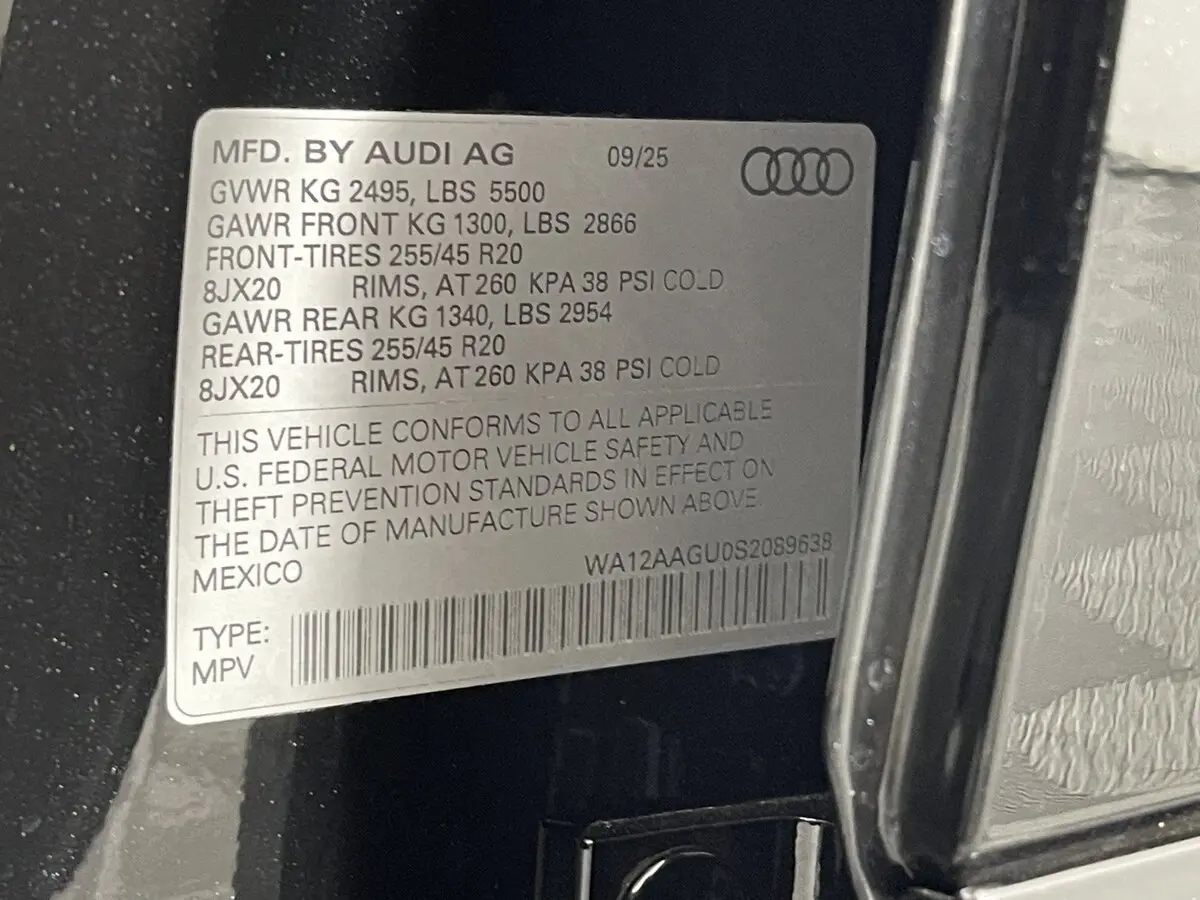 MFD. BY AUDI AG 09/25
GVWR KG 2495, LBS 5500
GAWR FRONT KG 1300, LBS 2866
FRONT-TIRES 255/45 R20
8JX20 RIMS, AT 260 KPA 38 PSI COLD
GAWR REAR KG 1340, LBS 2954
REAR-TIRES 255/45 R20
8JX20 RIMS, AT 260 KPA 38 PSI COLD
THIS VEHICLE CONFORMS TO ALL APPLICABLE
U.S. FEDERAL MOTOR VEHICLE SAFETY AND
THEFT PREVENTION STANDARDS IN EFFECT ON
THE DATE OF MANUFACTURE SHOWN ABOVE.
MEXICO WA12AAGU0S2089638
TYPE:
MPV